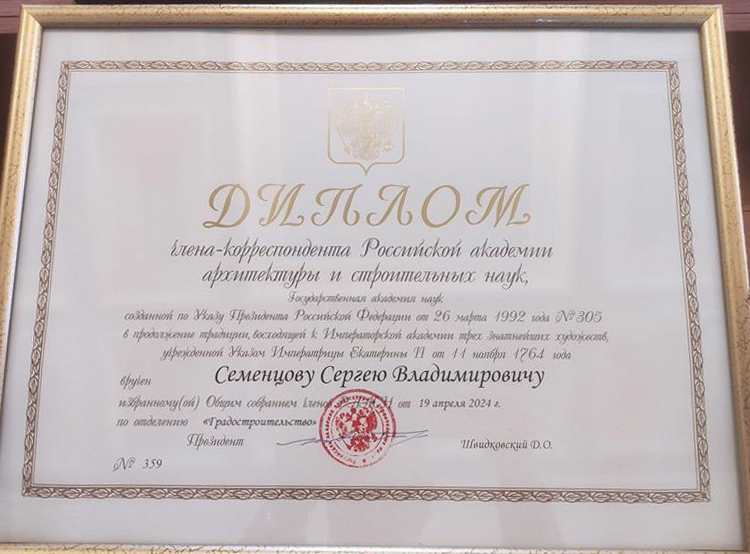 ДИПЛОМ
члена-корреспондента Российской академии
архитектуры и строительных наук,
Государственная академия наук
созданной по Указу Президента Российской Федерации от 26 марта 1992 года №305
в продолжение традиции, восходящей к Императорской академии трех знатнейших художеств,
учрежденной Указом Императрицы Екатерины II от 11 ноября 1764 года
вручен Семенцову Сергею Владимировичу
избранному(ой) Общим собранием членов от 19 апреля 2024 г.
по отделению «Градостроительство»
Президент Швидковский Д.О.
№ 359